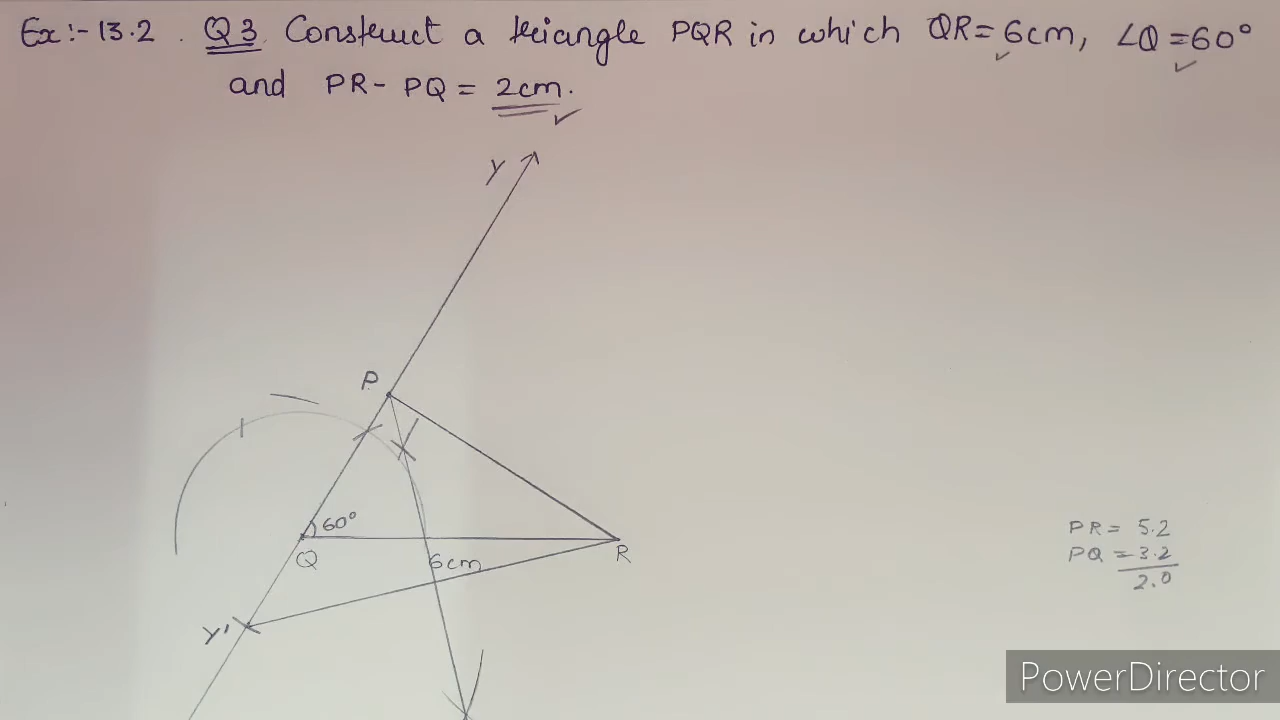 Ex:- 13.2 . Q3 Construct a triangle PQR in which QR = 6cm, ∠Q = 60°
and PR - PQ = 2cm.
Y
P
60°
Q
6cm
R
Y'
PR = 5.2
PQ = 3.2
2.0
PowerDirector